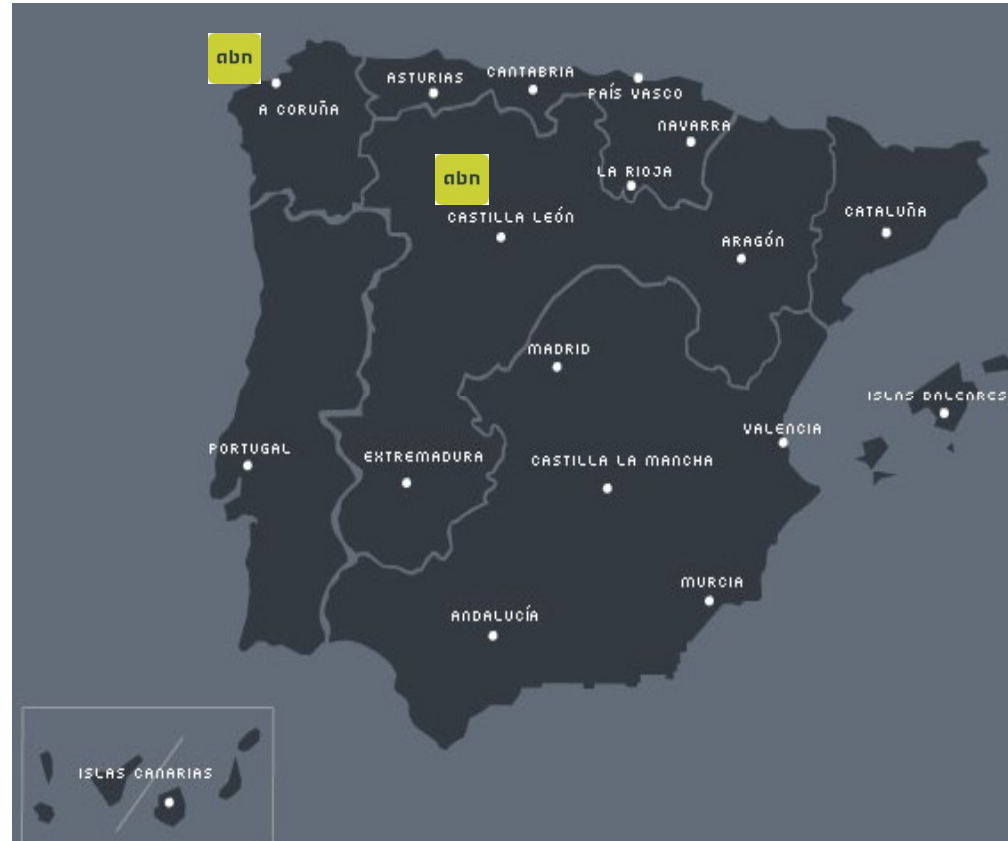 abn
CANTABRIA
ASTURIAS
PAÍS VASCO
A CORUÑA
NAVARRA
abn
LA RIOJA
CASTILLA LEÓN
CATALUÑA
ARAGÓN
MADRID
ISLAS BALEARES
VALENCIA
PORTUGAL
EXTREMADURA
CASTILLA LA MANCHA
MURCIA
ANDALUCÍA
ISLAS CANARIAS